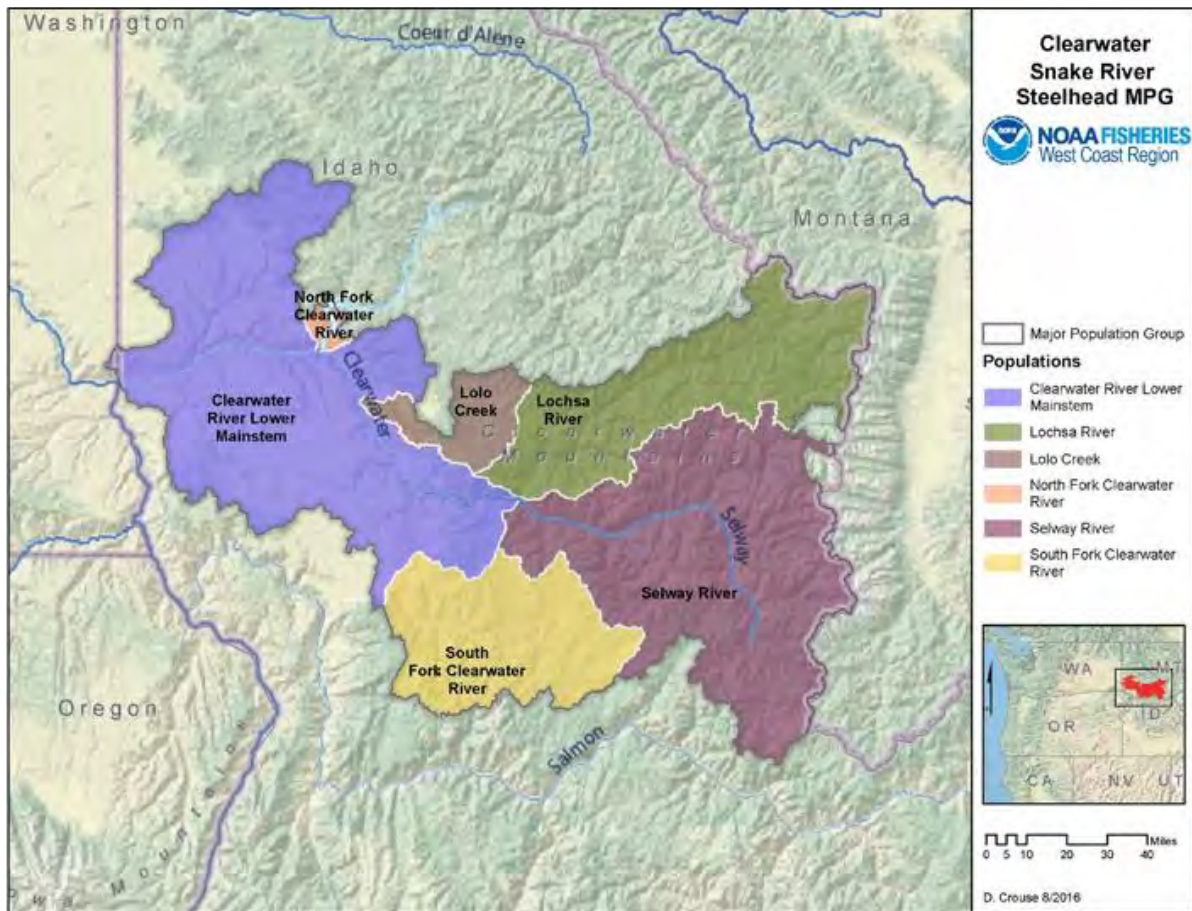 Washington
Coeur d'Alene
Idaho
Montana
North Fork
Clearwater
River
Clearwater
Clearwater
River Lower
Mainstem
Lolo
Creek
Lochsa
River
Clearwater
Mountains
Selway
Selway River
South
Fork Clearwater
River
Oregon
Salmon
Clearwater
Snake River
Steelhead MPG
NOAA FISHERIES
West Coast Region
Major Population Group
Populations
Clearwater River Lower
Mainstem
Lochsa River
Lolo Creek
North Fork Clearwater
River
Selway River
South Fork Clearwater
River
WA
MT
OR
ID
CA
NV
UT
Miles
0 5 10 20 30 40
D. Crouse 8/2016